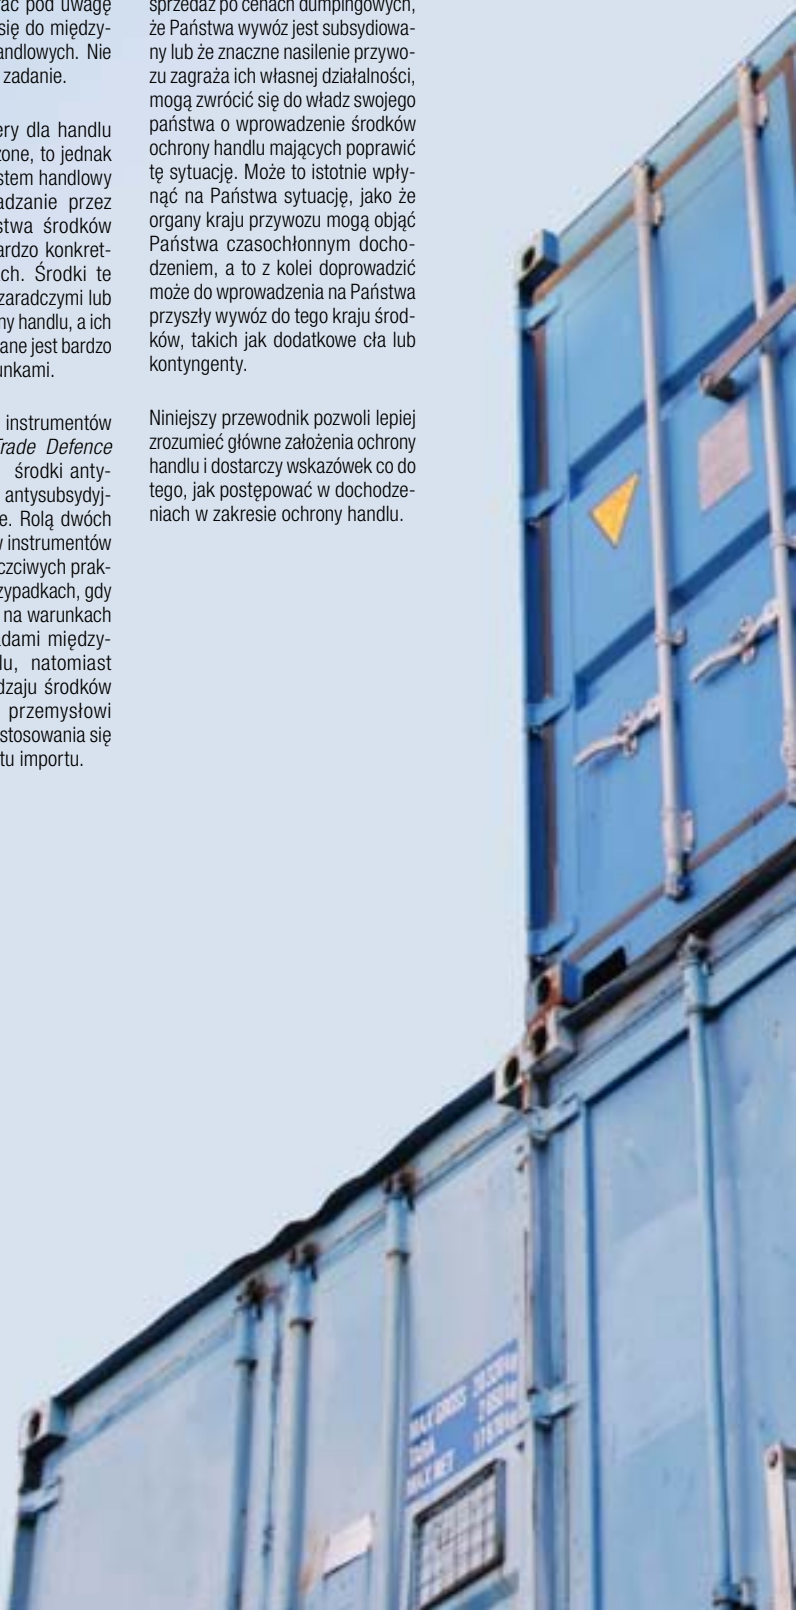 ać pod uwagę
się do między-
andlowych. Nie
zadanie.
ery dla handlu
zone, to jednak
stem handlowy
adzanie przez
stwa środków
ardzo konkret-
ch. Środki te
zaradczymi lub
ny handlu, a ich
ane jest bardzo
unkami.
instrumentów
Trade Defence
środki anty-
antysubsydyj-
e. Rolą dwóch
w instrumentów
czciwych prak-
zypadkach, gdy
na warunkach
adami między-
lu, natomiast
dzaju środków
przemysłowi
stosowania się
tu importu.
sprzedaż po cenach dumpingowych,
że Państwa wywóz jest subsydiowa-
ny lub że znaczne nasilenie przywo-
zu zagraża ich własnej działalności,
mogą zwrócić się do władz swojego
państwa o wprowadzenie środków
ochrony handlu mających poprawić
tę sytuację. Może to istotnie wpły-
nąć na Państwa sytuację, jako że
organy kraju przywozu mogą objąć
Państwa czasochłonnym docho-
dzeniem, a to z kolei doprowadzić
może do wprowadzenia na Państwa
przyszły wywóz do tego kraju środ-
ków, takich jak dodatkowe cła lub
kontyngenty.
Niniejszy przewodnik pozwoli lepiej
zrozumieć główne założenia ochrony
handlu i dostarczy wskazówek co do
tego, jak postępować w dochodze-
niach w zakresie ochrony handlu.
MAX GROSS
TARA
MAX NET